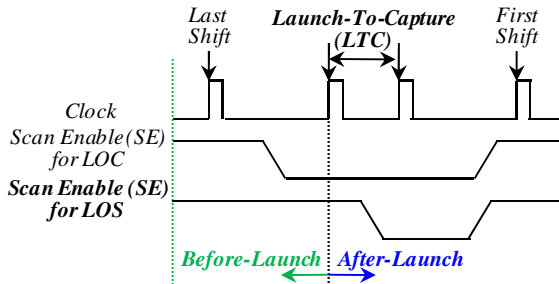 Last
Shift
Launch-To-Capture
(LTC)
First
Shift
Clock
Scan Enable(SE)
for LOC
Scan Enable (SE)
for LOS
Before-Launch
After-Launch